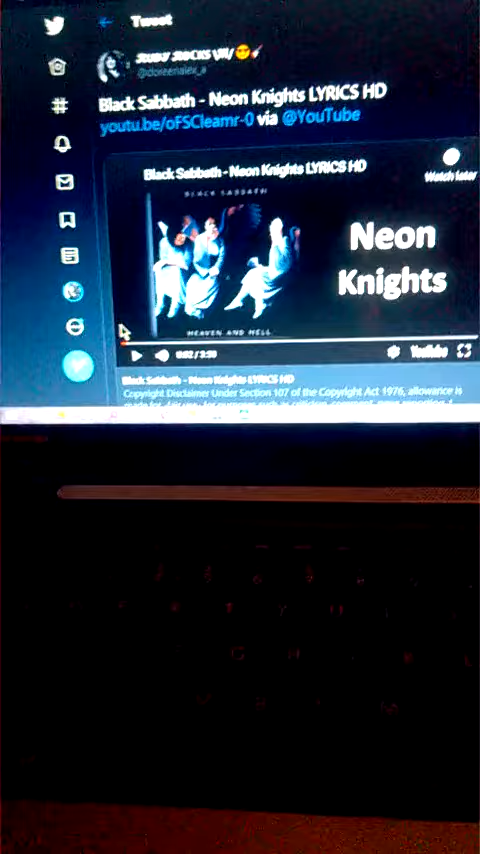 Tweet
@doreenalex_a
Black Sabbath - Neon Knights LYRICS HD
youtu.be/oFSCleamr-0 via @YouTube
Black Sabbath - Neon Knights LYRICS HD
Watch later
BLACK SABBATH
Neon
Knights
HEAVEN AND HELL
YouTube
Black Sabbath - Neon Knights LYRICS HD
Copyright Disclaimer Under Section 107 of the Copyright Act 1976, allowance is